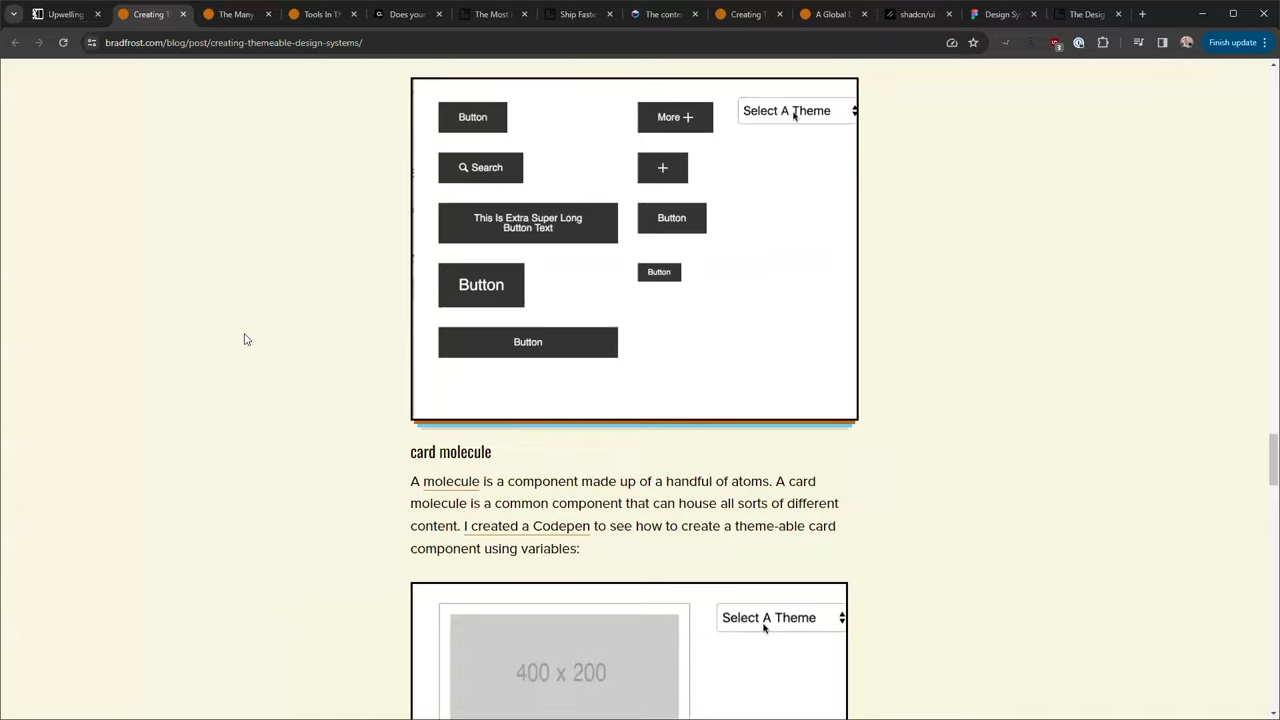 Upwelling
Creating T
The Many
Tools In Th
Does your
The Most
Ship Faste
The conte
Creating T
A Global D
shadcn/ui
Design Sy
The Design
bradfrost.com/blog/post/creating-themeable-design-systems/
3
Finish update
Button
More +
Select A Theme
Search
+
This Is Extra Super Long
Button Text
Button
Button
Button
Button
card molecule
A molecule is a component made up of a handful of atoms. A card
molecule is a common component that can house all sorts of different
content. I created a Codepen to see how to create a theme-able card
component using variables:
Select A Theme
400 x 200